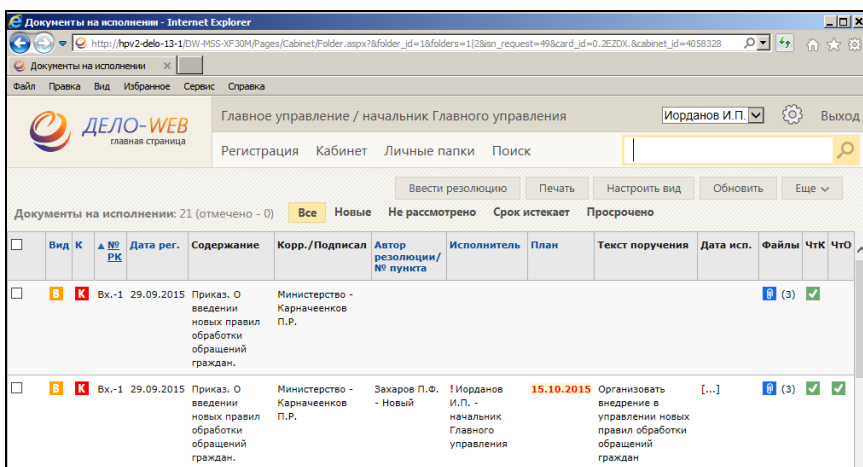 Документы на исполнении - Internet Explorer
http://hpv2-delo-13-1/DW-MSS-XF30M/Pages/Cabinet/Folder.aspx?&folder_id=1&folders=1|2&isn_request=49&card_id=0.2EZDX.&cabinet_id=4058328
Документы на исполнении
Файл Правка Вид Избранное Сервис Справка
ДЕЛО-WEB
главная страница
Главное управление / начальник Главного управления
Иорданов И.П.
Выход
Регистрация Кабинет Личные папки Поиск
Ввести резолюцию Печать Настроить вид Обновить Еще
Документы на исполнении: 21 (отмечено - 0) Все Новые Не рассмотрено Срок истекает Просрочено
Вид К № РК Дата рег. Содержание Корр./Подписал Автор резолюции/ № пункта Исполнитель План Текст поручения Дата исп. Файлы ЧтК ЧтО
В К Вх.-1 29.09.2015 Приказ. О Министерство - (3)
введении Карначеенков
новых правил П.Р.
обработки
обращений
граждан.
В К Вх.-1 29.09.2015 Приказ. О Министерство - Захаров П.Ф. !Иорданов 15.10.2015 Организовать [...] (3)
введении Карначеенков - Новый И.П. - внедрение в
новых правил П.Р. начальник управлении новых
обработки Главного правил обработки
обращений управления обращений
граждан. граждан